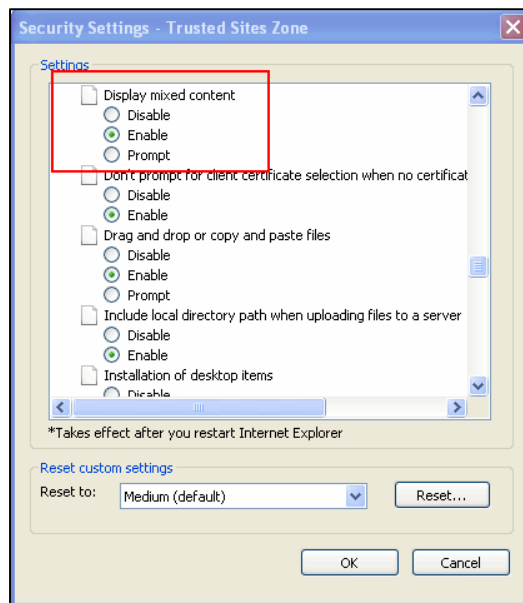 Security Settings - Trusted Sites Zone
Settings
Display mixed content
Disable
Enable
Prompt
Don't prompt for client certificate selection when no certificat
Disable
Enable
Drag and drop or copy and paste files
Disable
Enable
Prompt
Include local directory path when uploading files to a server
Disable
Enable
Installation of desktop items
Disable
*Takes effect after you restart Internet Explorer
Reset custom settings
Reset to: Medium (default) Reset...
OK Cancel